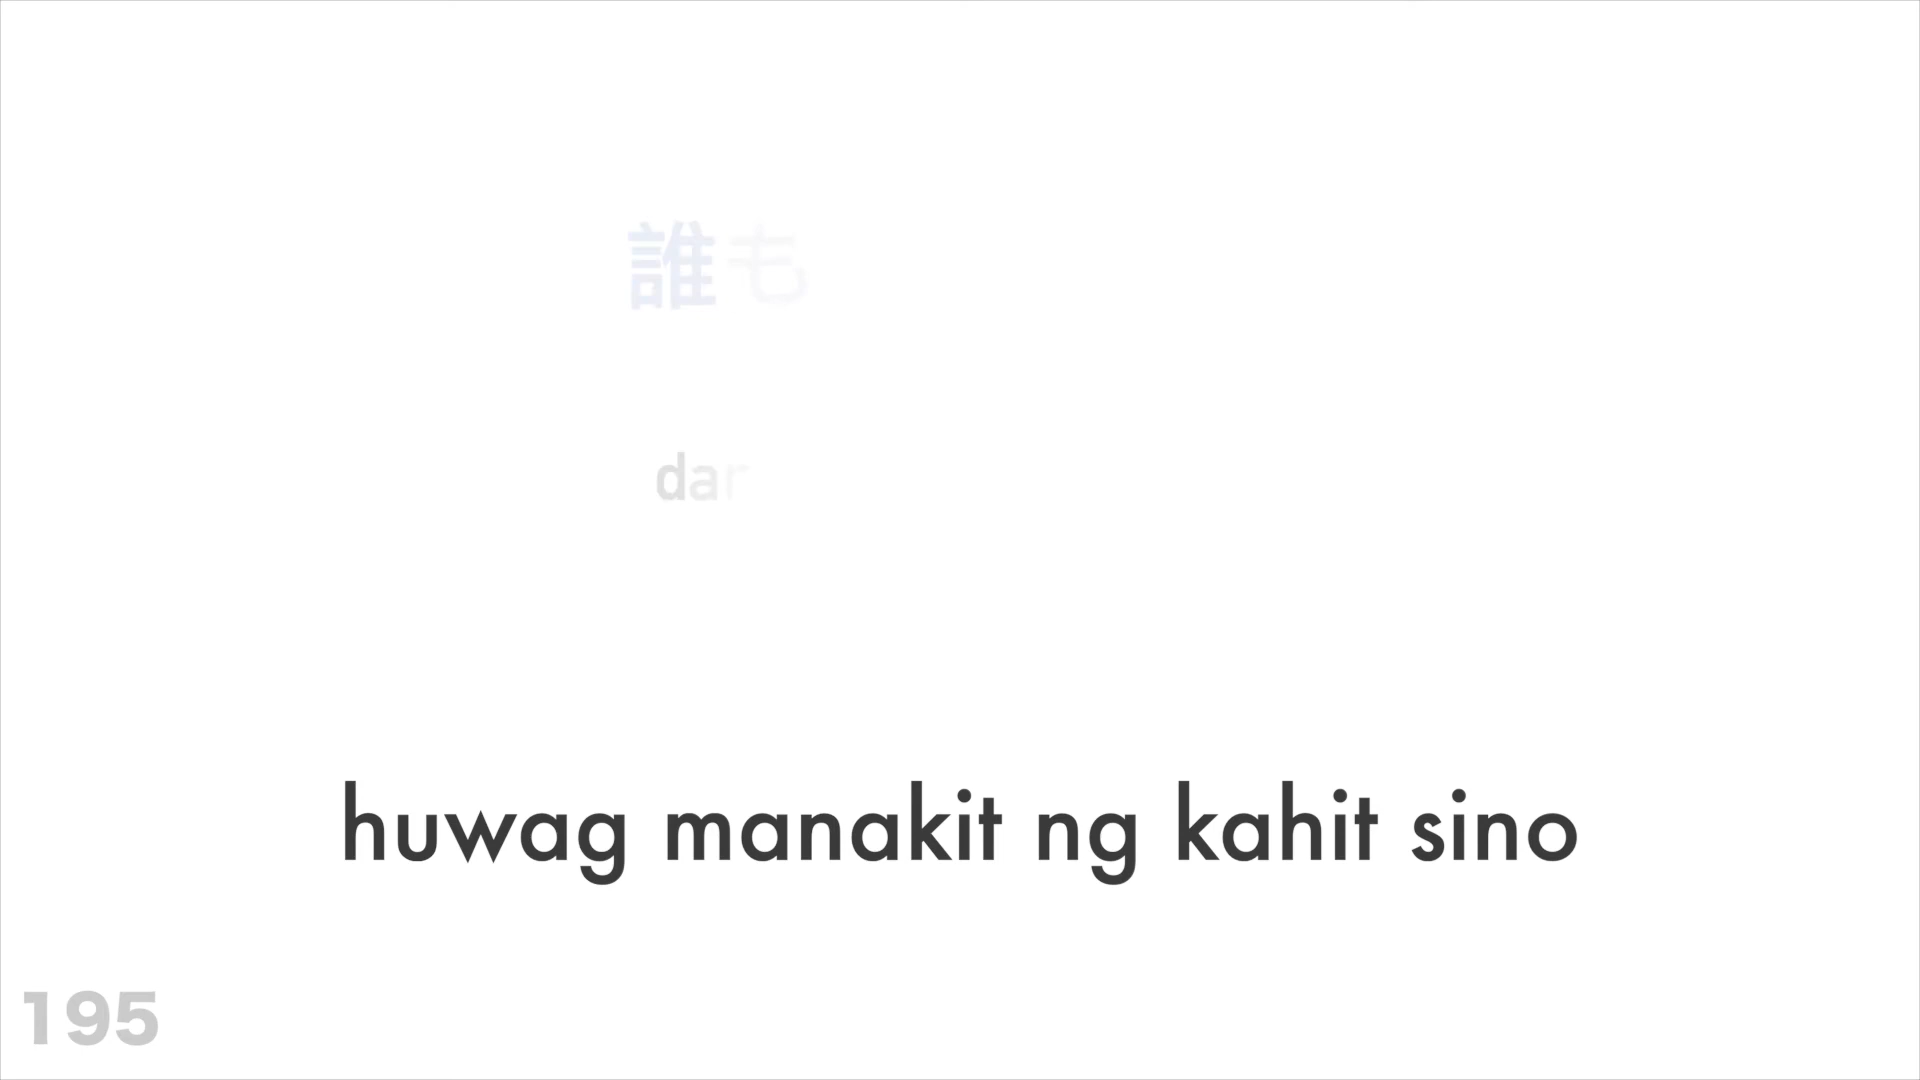 誰も
dar
huwag manakit ng kahit sino
195